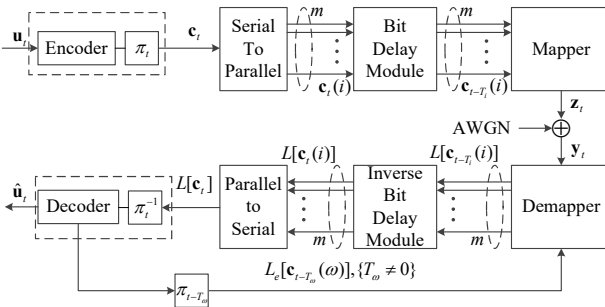 u_t
Encoder
π_t
c_t
Serial
To
Parallel
m
c_t(i)
Bit
Delay
Module
m
c_{t−T_i}(i)
Mapper
z_t
AWGN
y_t
û_t
Decoder
π_t^{−1}
L[c_t]
Parallel
to
Serial
L[c_t(i)]
m
Inverse
Bit
Delay
Module
L[c_{t−T_i}(i)]
m
Demapper
π_{t−T_ω}
L_e[c_{t−T_ω}(ω)],{T_ω ≠ 0}